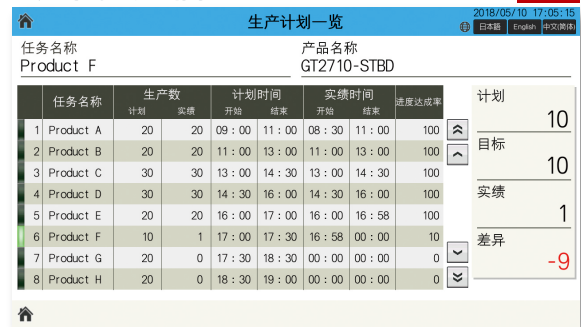 生产计划一览
2018/05/10 17:05:15
日本語 English 中文(简体)
任务名称 产品名称
Product F GT2710-STBD
任务名称 生产数 计划时间 实绩时间 进度达成率
计划 实绩 开始 结束 开始 结束
1 Product A 20 20 09：00 11：00 08：30 11：00 100
2 Product B 20 20 11：00 13：00 11：00 13：00 100
3 Product C 30 30 13：00 14：30 13：00 14：30 100
4 Product D 30 30 14：30 16：00 14：30 16：00 100
5 Product E 20 20 16：00 17：00 16：00 16：58 100
6 Product F 10 1 17：00 17：30 16：58 00：00 10
7 Product G 20 0 17：30 18：30 00：00 00：00 0
8 Product H 20 0 18：30 19：00 00：00 00：00 0
计划
10
目标
10
实绩
1
差异
-9